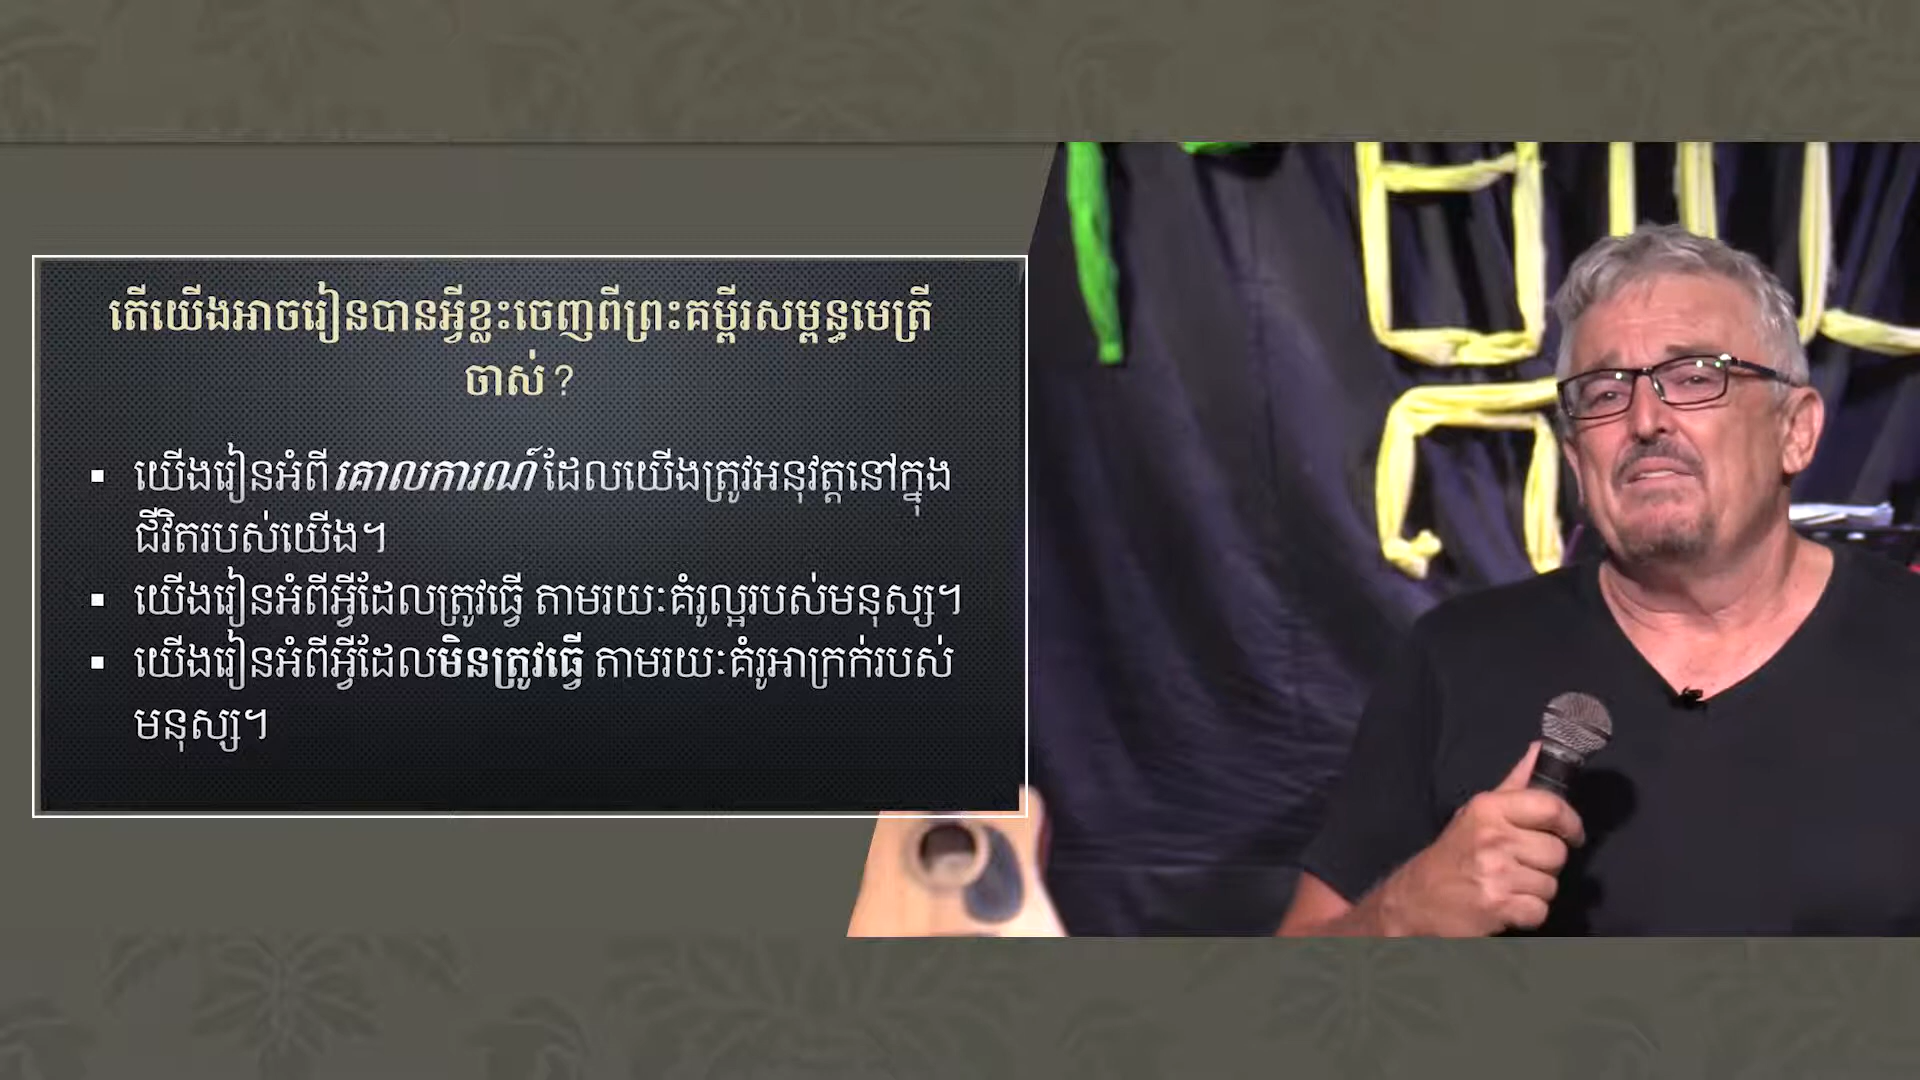 តើយើងអាចរៀនបានអ្វីខ្លះចេញពីព្រះគម្ពីរសម្ពន្ធមេត្រី
ចាស់?
▪ យើងរៀនអំពីគោលការណ៍ ដែលយើងត្រូវអនុវត្តនៅក្នុង
ជីវិតរបស់យើង។
▪ យើងរៀនអំពីអ្វីដែលត្រូវធ្វើ តាមរយៈគំរូល្អរបស់មនុស្ស។
▪ យើងរៀនអំពីអ្វីដែលមិនត្រូវធ្វើ តាមរយៈគំរូអាក្រក់របស់
មនុស្ស។